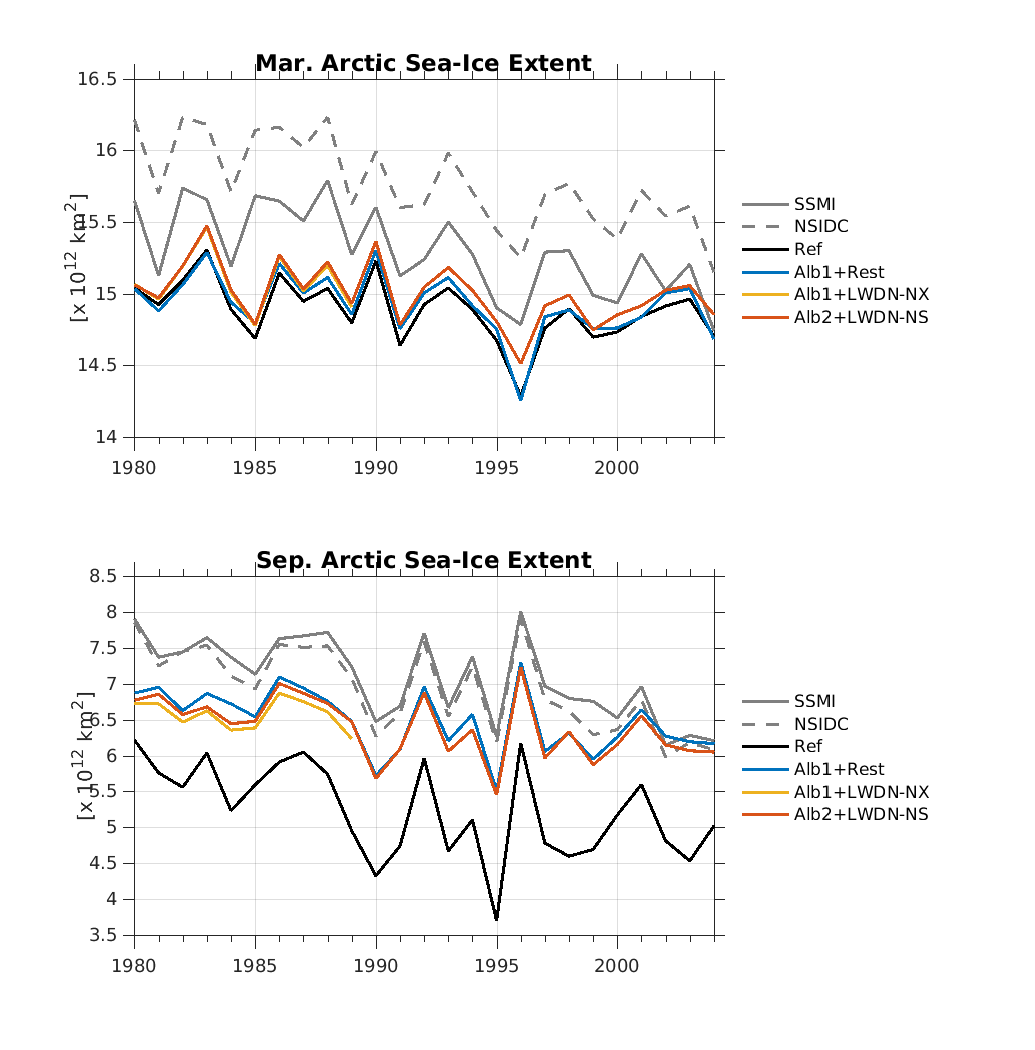 Mar. Arctic Sea-Ice Extent
16.5
16
15.5
15
14.5
14
[x 10^12 km^2]
1980 1985 1990 1995 2000
SSMI
NSIDC
Ref
Alb1+Rest
Alb1+LWDN-NX
Alb2+LWDN-NS
Sep. Arctic Sea-Ice Extent
8.5
8
7.5
7
6.5
6
5.5
5
4.5
4
3.5
[x 10^12 km^2]
1980 1985 1990 1995 2000
SSMI
NSIDC
Ref
Alb1+Rest
Alb1+LWDN-NX
Alb2+LWDN-NS